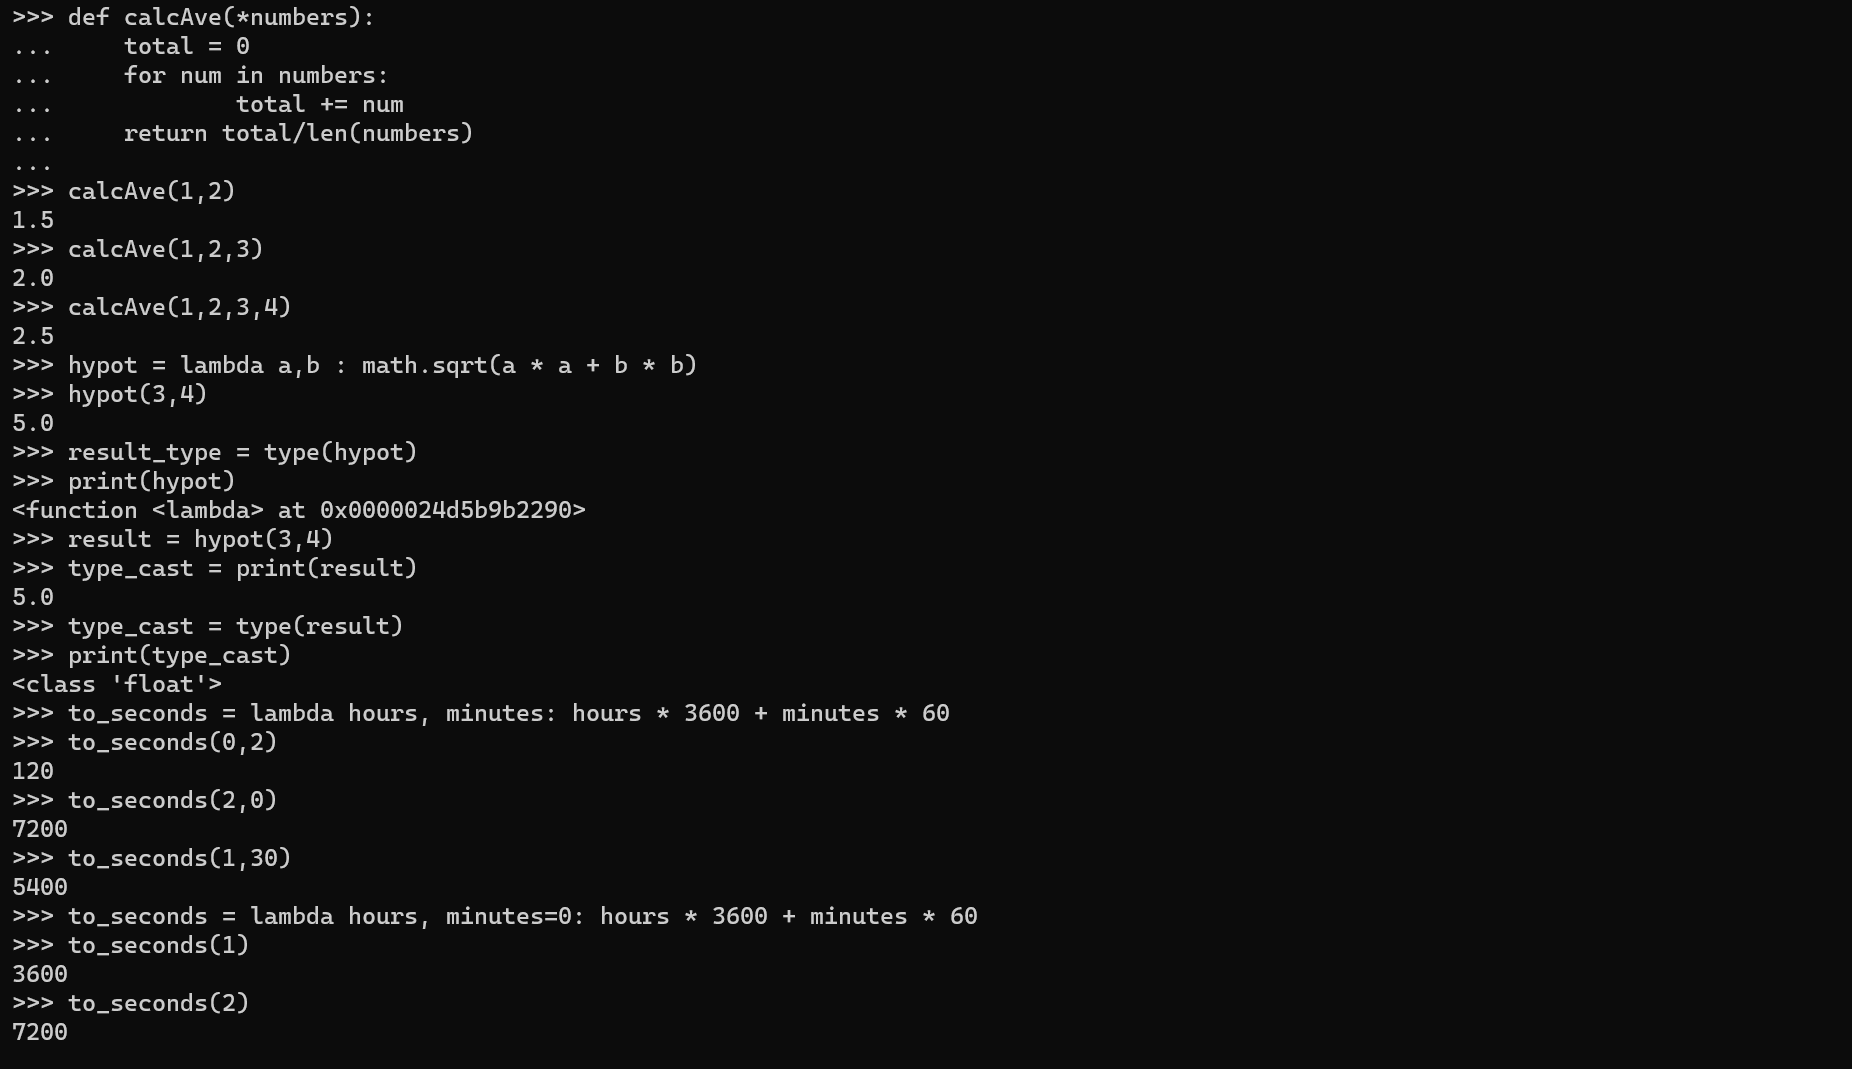 >>> def calcAve(*numbers):
...     total = 0
...     for num in numbers:
...             total += num
...     return total/len(numbers)
...
>>> calcAve(1,2)
1.5
>>> calcAve(1,2,3)
2.0
>>> calcAve(1,2,3,4)
2.5
>>> hypot = lambda a,b : math.sqrt(a * a + b * b)
>>> hypot(3,4)
5.0
>>> result_type = type(hypot)
>>> print(hypot)
<function <lambda> at 0x0000024d5b9b2290>
>>> result = hypot(3,4)
>>> type_cast = print(result)
5.0
>>> type_cast = type(result)
>>> print(type_cast)
<class 'float'>
>>> to_seconds = lambda hours, minutes: hours * 3600 + minutes * 60
>>> to_seconds(0,2)
120
>>> to_seconds(2,0)
7200
>>> to_seconds(1,30)
5400
>>> to_seconds = lambda hours, minutes=0: hours * 3600 + minutes * 60
>>> to_seconds(1)
3600
>>> to_seconds(2)
7200